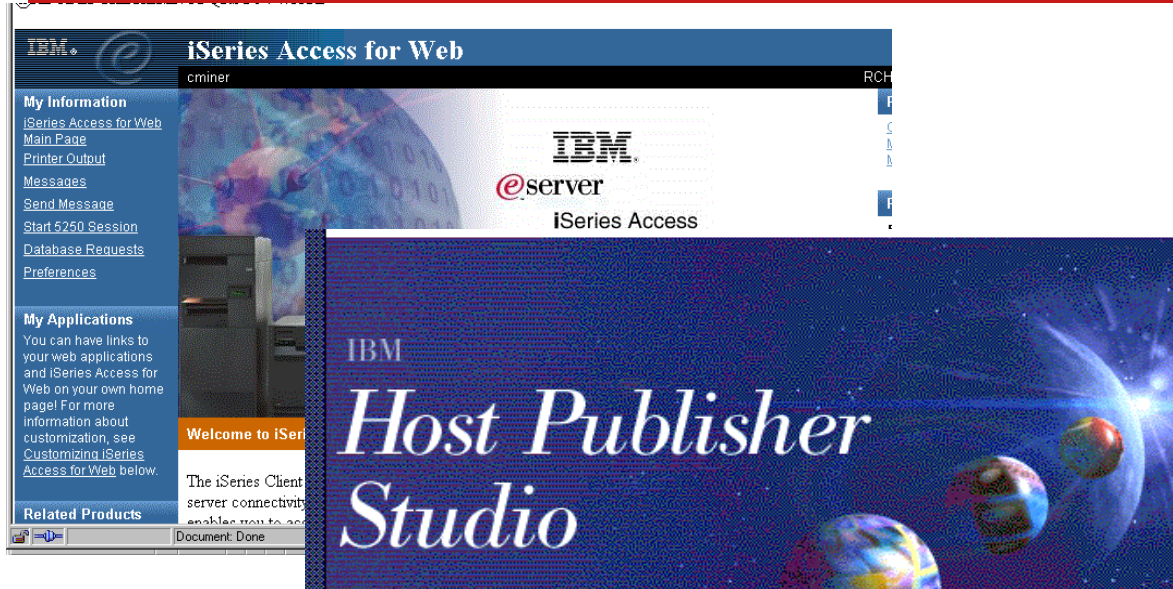 IBM.
iSeries Access for Web
cminer
RCH
My Information
iSeries Access for Web
Main Page
Printer Output
Messages
Send Message
Start 5250 Session
Database Requests
Preferences
My Applications
You can have links to
your web applications
and iSeries Access for
Web on your own home
page! For more
information about
customization, see
Customizing iSeries
Access for Web below.
Related Products
IBM.
eserver
iSeries Access
Welcome to iSeri
The iSeries Client
server connectivity
enables you to acc
Document: Done
IBM
Host Publisher
Studio